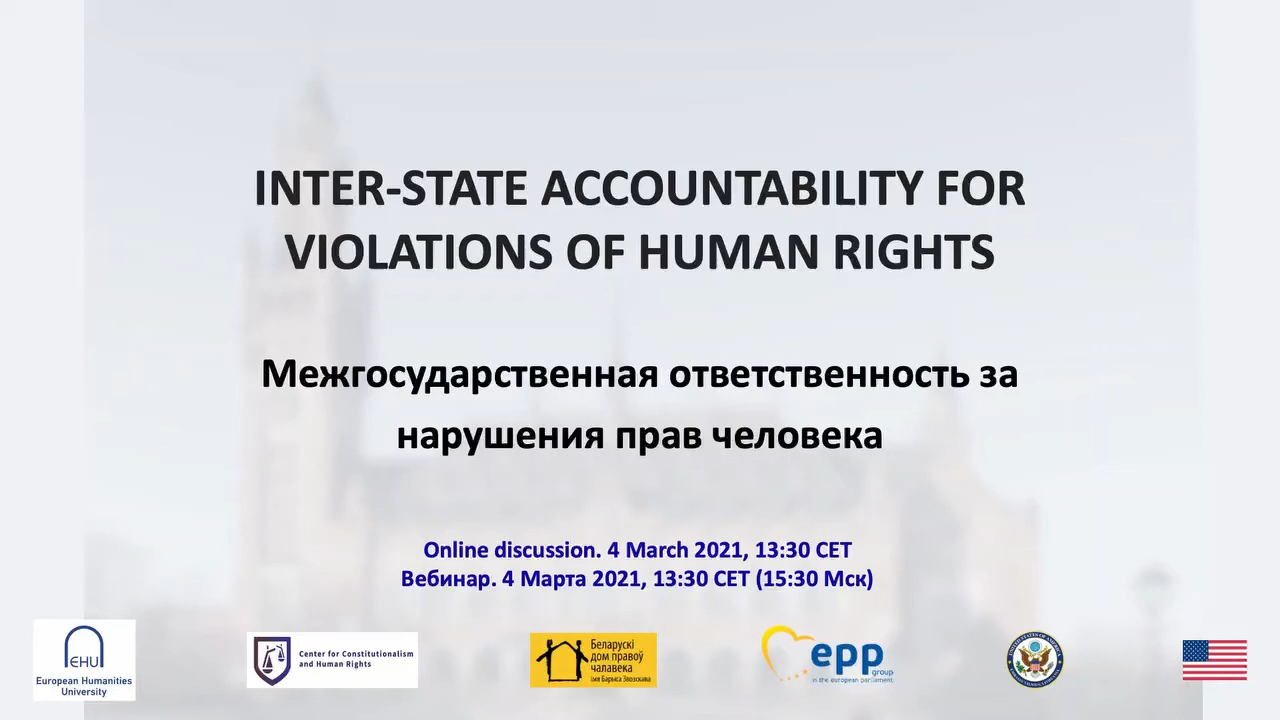 INTER-STATE ACCOUNTABILITY FOR
VIOLATIONS OF HUMAN RIGHTS
Межгосударственная ответственность за
нарушения прав человека
Online discussion. 4 March 2021, 13:30 CET
Вебинар. 4 Марта 2021, 13:30 CET (15:30 Мск)
EHU
European Humanities
University
Center for Constitutionalism
and Human Rights
Беларускі
дом правоў
чалавека
імя Барыса Звозскава
epp
group
in the european parliament